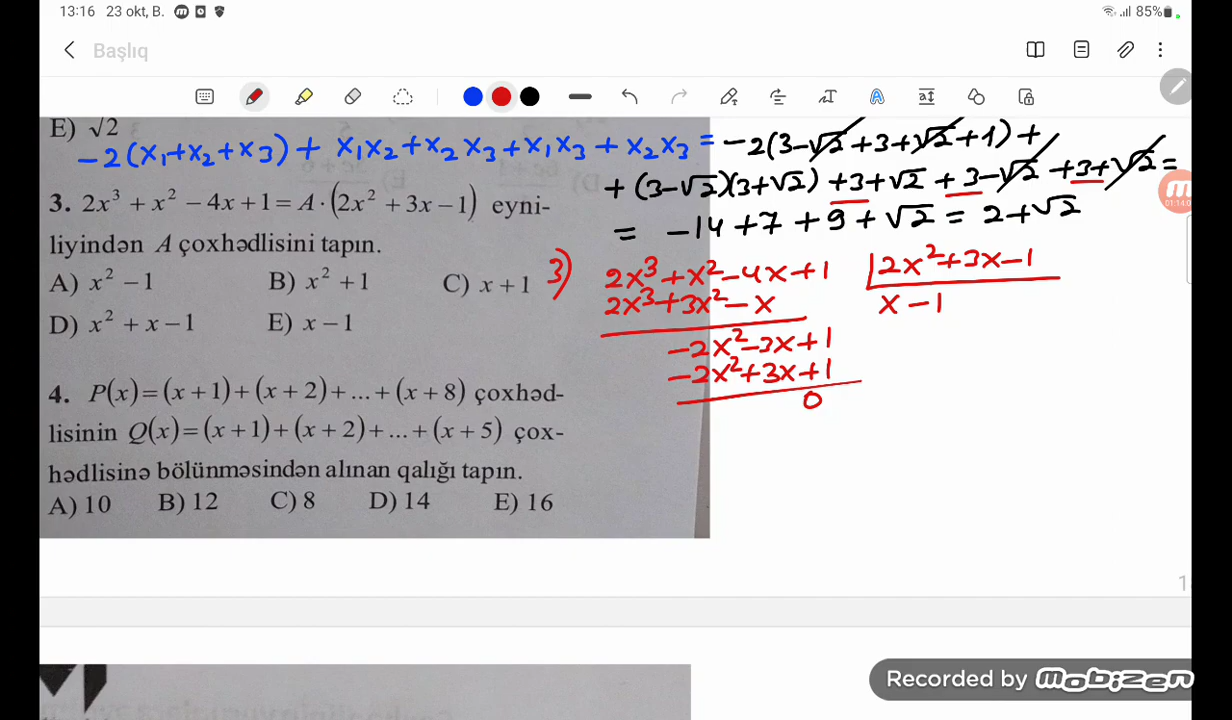 13:16 23 okt, B.
85%
Başlıq
E) √2
-2(x₁+x₂+x₃) + x₁x₂+x₂x₃+x₁x₃+x₂x₃ = -2(3-√2+3+√2+1)+
+(3-√2)(3+√2)+3+√2+3-√2+3+√2=
= -14+7+9+√2 = 2+√2
3. 2x³ + x² − 4x + 1 = A · (2x² + 3x − 1) eyni-
liyindən A çoxhədlisini tapın.
A) x² − 1 B) x² + 1 C) x + 1
D) x² + x − 1 E) x − 1
3) 2x³+x²-4x+1 2x²+3x-1
2x³+3x²-x x-1
-2x²-3x+1
-2x²+3x+1
0
4. P(x) = (x + 1) + (x + 2) + ... + (x + 8) çoxhəd-
lisinin Q(x) = (x + 1) + (x + 2) + ... + (x + 5) çox-
hədlisinə bölünməsindən alınan qalığı tapın.
A) 10 B) 12 C) 8 D) 14 E) 16
Recorded by mobizen